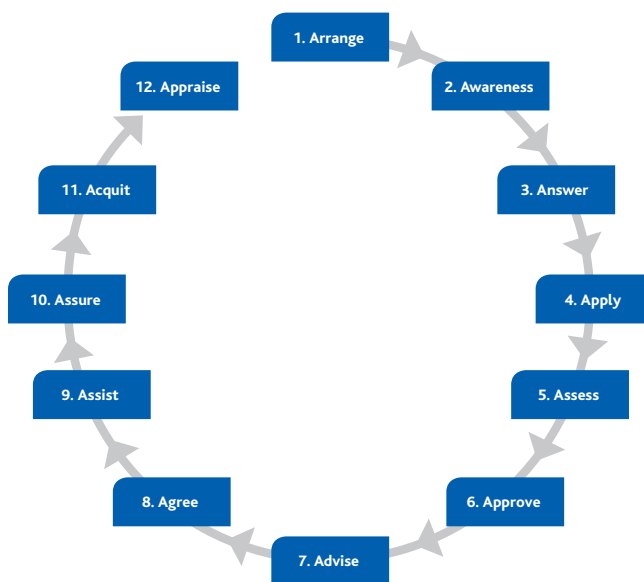 1. Arrange
2. Awareness
3. Answer
4. Apply
5. Assess
6. Approve
7. Advise
8. Agree
9. Assist
10. Assure
11. Acquit
12. Appraise